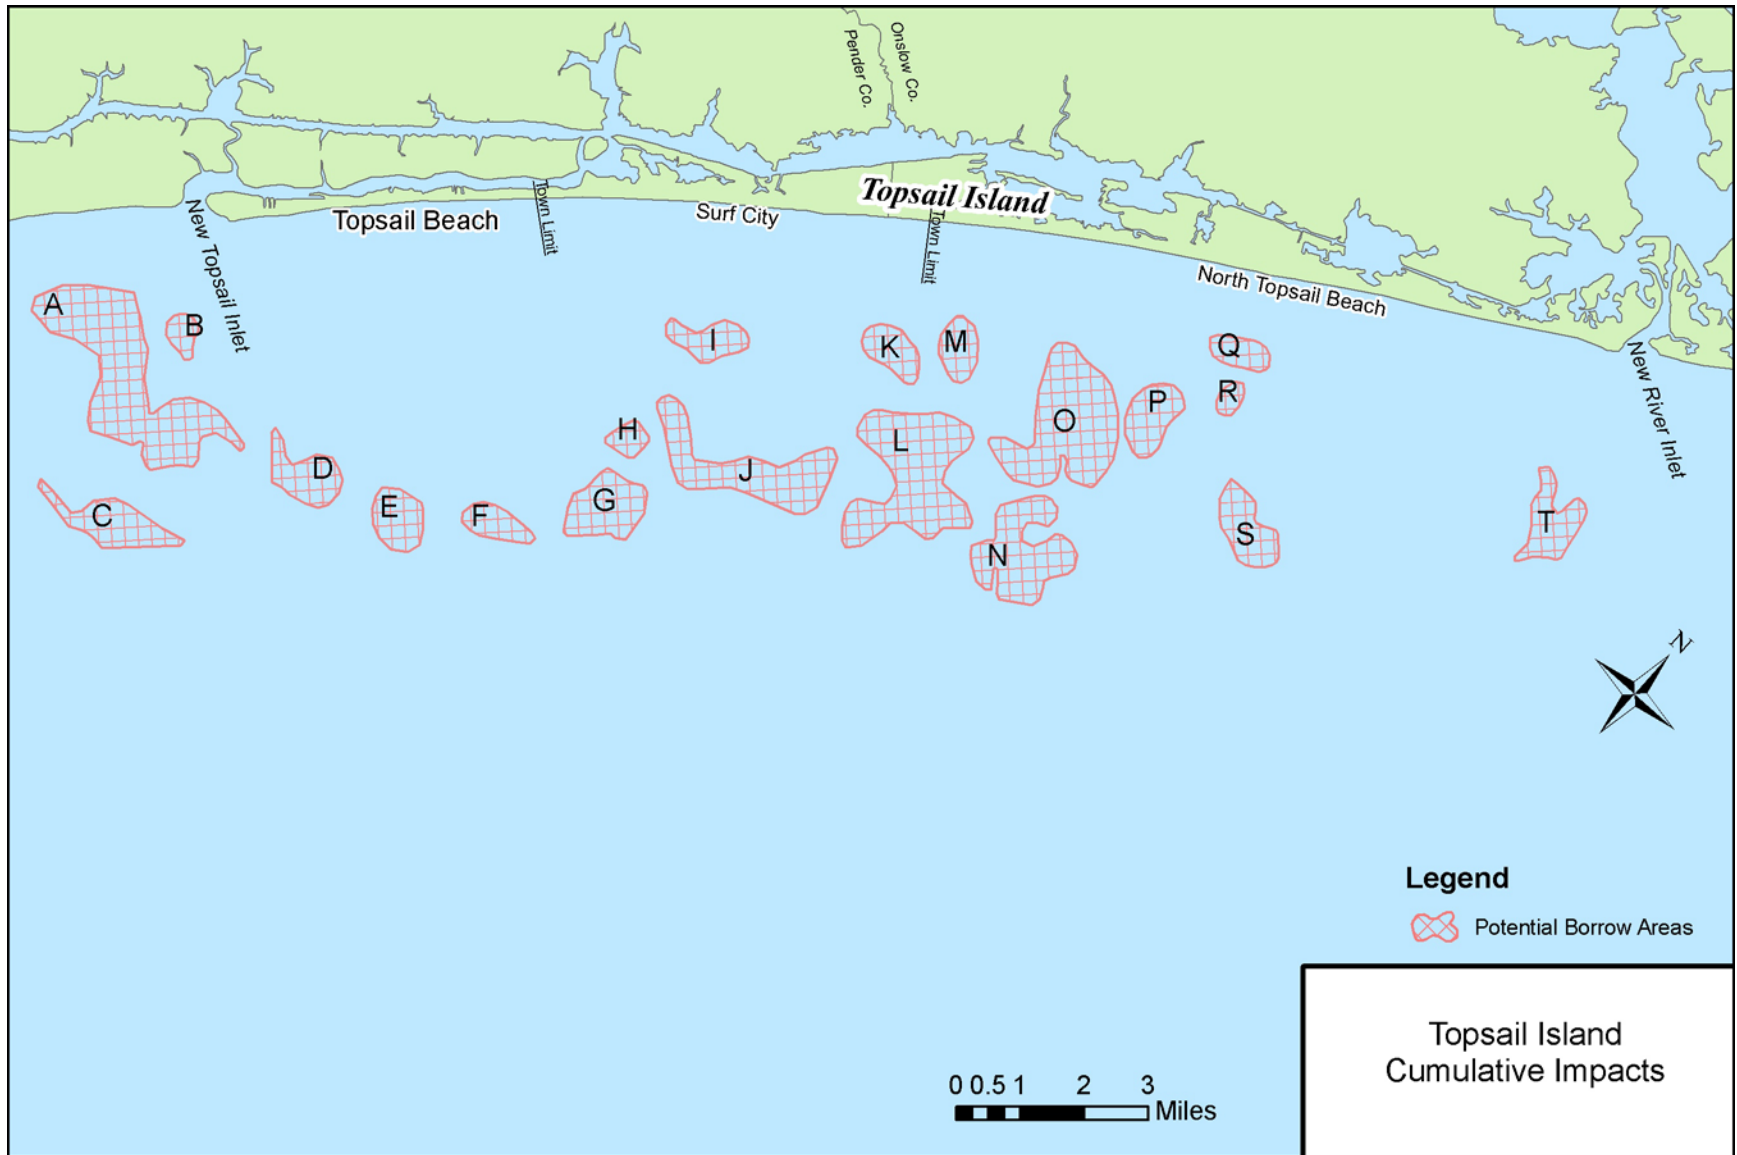 Pender Co.
Onslow Co.
Topsail Island
Town Limit
Topsail Beach
Surf City
Town Limit
New Topsail Inlet
North Topsail Beach
New River Inlet
A
B
C
D
E
F
G
H
I
J
K
L
M
N
O
P
Q
R
S
T
N
Legend
Potential Borrow Areas
Topsail Island
Cumulative Impacts
0 0.5 1 2 3
Miles